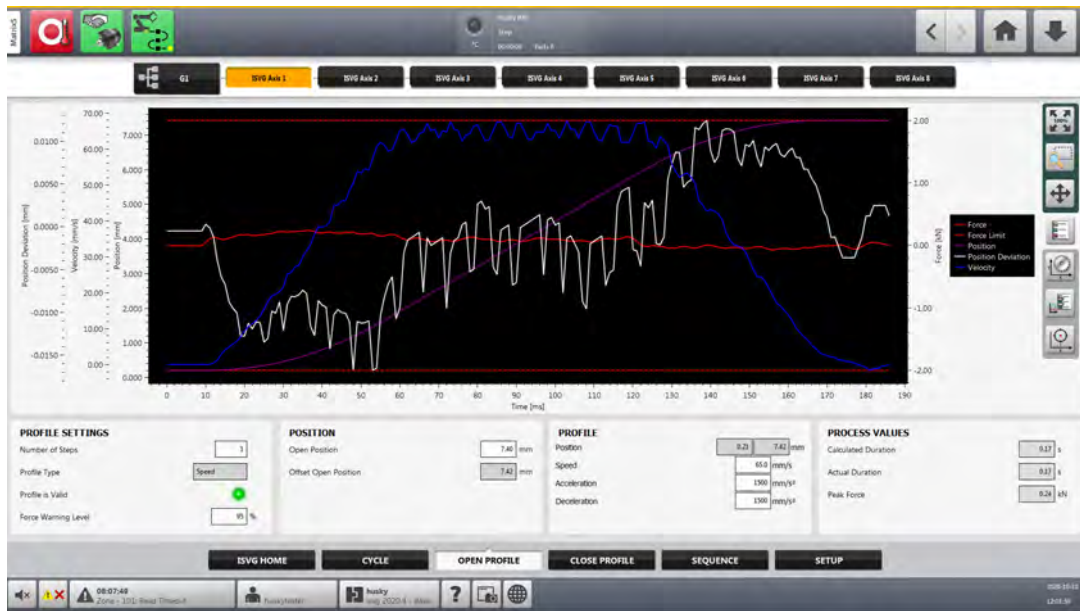 Matrix5
Step
°C
G1 ISVG Axis 1 ISVG Axis 2 ISVG Axis 3 ISVG Axis 4 ISVG Axis 5 ISVG Axis 6 ISVG Axis 7 ISVG Axis 8
100%
Position Deviation [mm]
0.0100
0.0050
0.0000
-0.0050
-0.0100
-0.0150
Velocity [mm/s]
70.00
60.00
50.00
40.00
30.00
20.00
10.00
0.00
Position [mm]
7.000
6.000
5.000
4.000
3.000
2.000
1.000
0.000
2.00
1.00
0.00
-1.00
-2.00
Force [kN]
Force
Force Limit
Position
Position Deviation
Velocity
0 10 20 30 40 50 60 70 80 90 100 110 120 130 140 150 160 170 180 190
Time [ms]
PROFILE SETTINGS
Number of Steps 1
Profile Type Speed
Profile is Valid
Force Warning Level 95 %
POSITION
Open Position 7.40 mm
Offset Open Position 7.42 mm
PROFILE
Position 0.21 7.42 mm
Speed 65.0 mm/s
Acceleration 1500 mm/s²
Deceleration 1500 mm/s²
PROCESS VALUES
Calculated Duration 0.17 s
Actual Duration 0.17 s
Peak Force 0.24 kN
ISVG HOME CYCLE OPEN PROFILE CLOSE PROFILE SEQUENCE SETUP
08:07:48
Zone - 101: Read Timeout
husky
?